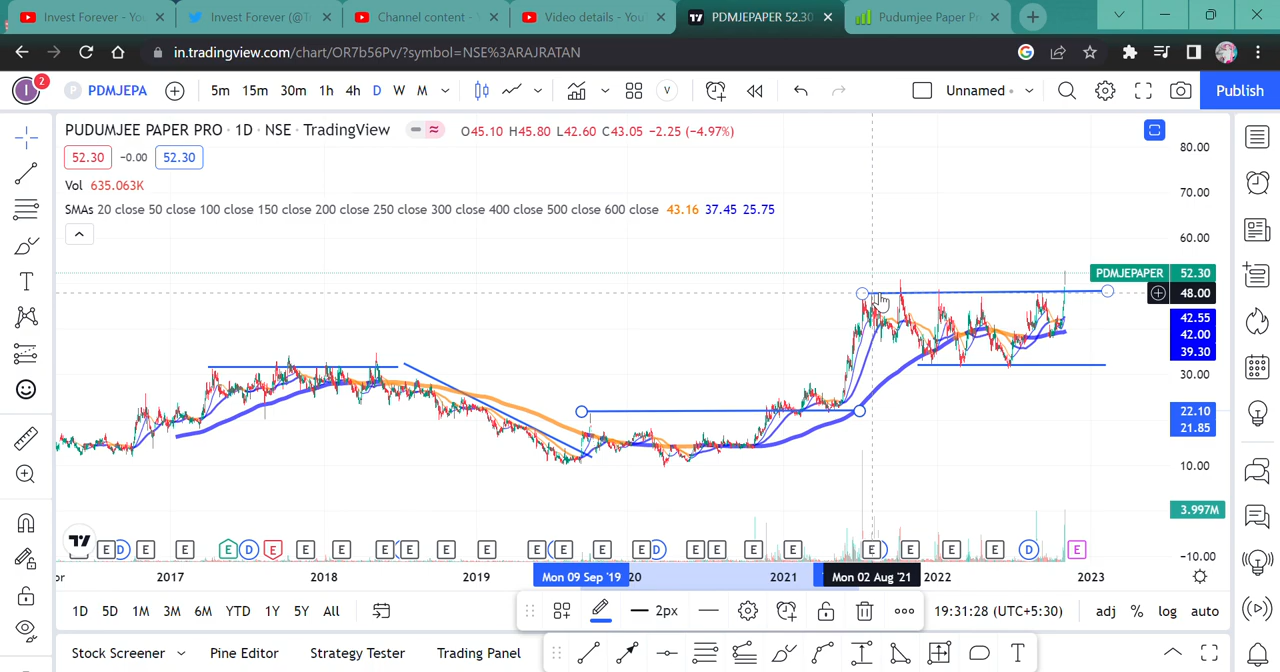 Invest Forever - You
Invest Forever (@T
Channel content -
Video details - You
PDMJEPAPER 52.30
Pudumjee Paper Pr
in.tradingview.com/chart/OR7b56Pv/?symbol=NSE%3ARAJRATAN
I 2 P PDMJEPA 5m 15m 30m 1h 4h D W M V Unnamed Publish
PUDUMJEE PAPER PRO · 1D · NSE · TradingView O45.10 H45.80 L42.60 C43.05 −2.25 (−4.97%)
52.30 −0.00 52.30
Vol 635.063K
SMAs 20 close 50 close 100 close 150 close 200 close 250 close 300 close 400 close 500 close 600 close 43.16 37.45 25.75
80.00
70.00
60.00
PDMJEPAPER 52.30
48.00
42.55
42.00
39.30
30.00
22.10
21.85
10.00
3.997M
−10.00
E D E E E D E E E E E E E E E E D E E E E E E E E D E
2017 2018 2019 Mon 09 Sep '19 20 2021 Mon 02 Aug '21 2022 2023
1D 5D 1M 3M 6M YTD 1Y 5Y All 2px 19:31:28 (UTC+5:30) adj % log auto
Stock Screener Pine Editor Strategy Tester Trading Panel T